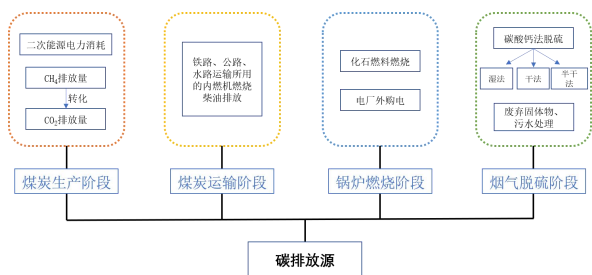 二次能源电力消耗
CH4排放量
转化
CO2排放量
铁路、公路、
水路运输所用
的内燃机燃烧
柴油排放
化石燃料燃烧
电厂外购电
碳酸钙法脱硫
湿法
干法
半干
法
废弃固体物、
污水处理
煤炭生产阶段
煤炭运输阶段
锅炉燃烧阶段
烟气脱硫阶段
碳排放源